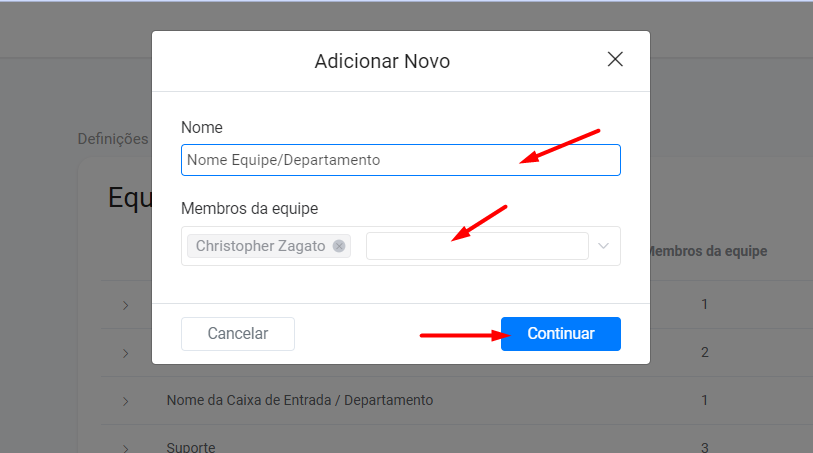 Adicionar Novo
Definições
Nome
Nome Equipe/Departamento
Equ
Membros da equipe
Christopher Zagato
Membros da equipe
1
Cancelar
Continuar
2
Nome da Caixa de Entrada / Departamento 1
Suporte 3